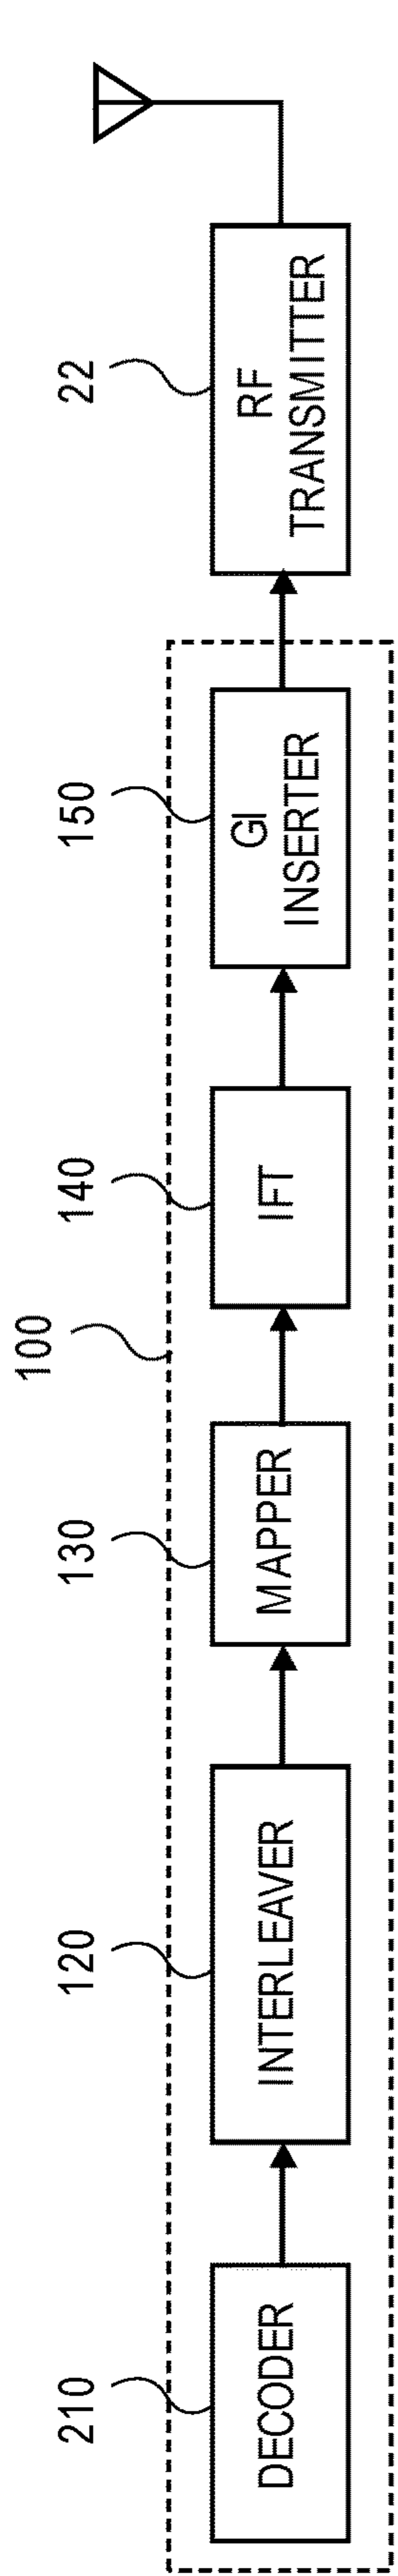 100
210
120
130
140
150
22
DECODER
INTERLEAVER
MAPPER
IFT
GI
INSERTER
RF
TRANSMITTER